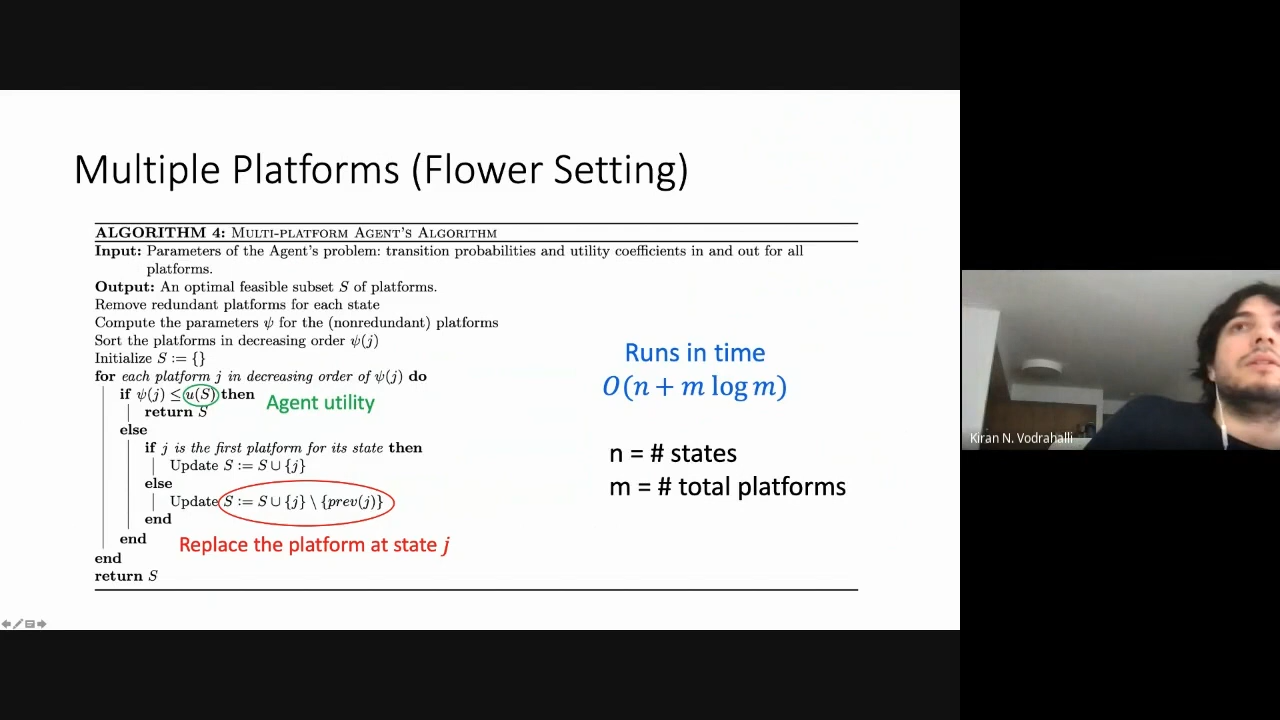 Multiple Platforms (Flower Setting)
ALGORITHM 4: MULTI-PLATFORM AGENT'S ALGORITHM
Input: Parameters of the Agent's problem: transition probabilities and utility coefficients in and out for all
platforms.
Output: An optimal feasible subset S of platforms.
Remove redundant platforms for each state
Compute the parameters ψ for the (nonredundant) platforms
Sort the platforms in decreasing order ψ(j)
Initialize S := {}
for each platform j in decreasing order of ψ(j) do
if ψ(j) ≤ u(S) then
Agent utility
return S
else
if j is the first platform for its state then
Update S := S ∪ {j}
else
Update S := S ∪ {j} \ {prev(j)}
end
end
Replace the platform at state j
end
return S
Runs in time
O(n + m log m)
n = # states
m = # total platforms
Kiran N. Vodrahalli